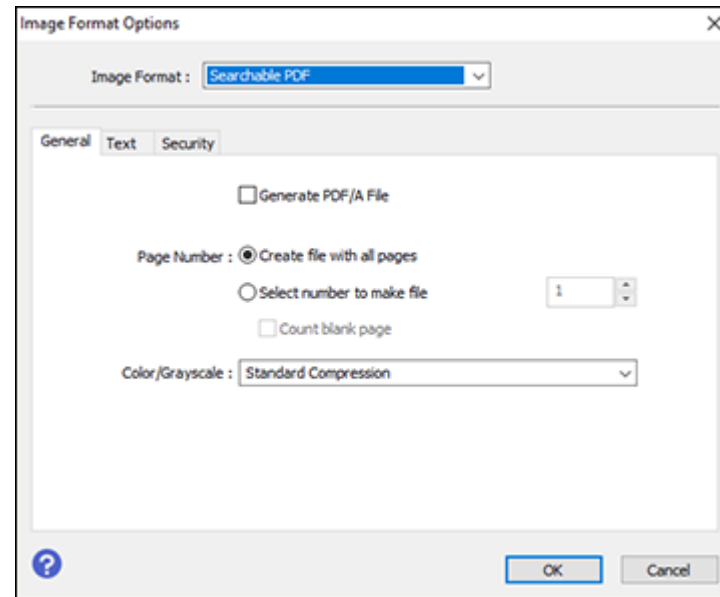 Image Format Options
Image Format : Searchable PDF
General Text Security
Generate PDF/A File
Page Number : Create file with all pages
Select number to make file 1
Count blank page
Color/Grayscale : Standard Compression
?
OK Cancel